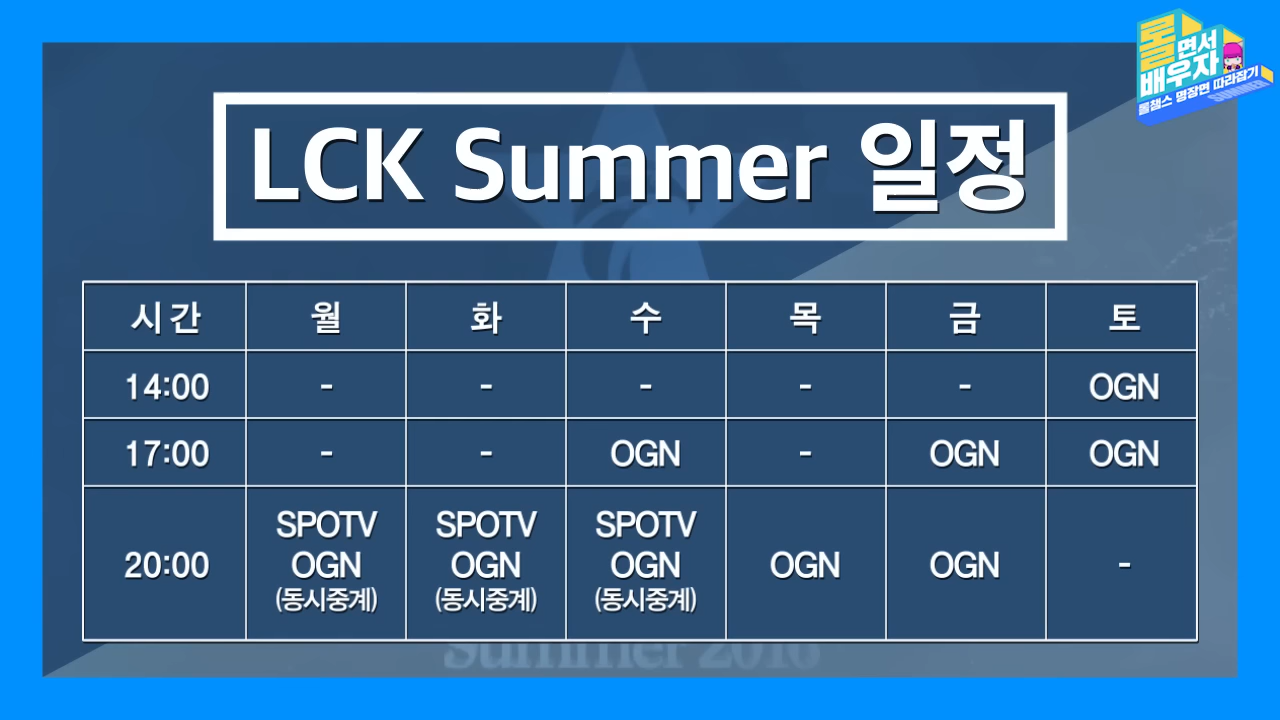 롤면서
배우자
롤챔스 명장면 따라잡기
SUMMER
LCK Summer 일정
시간 월 화 수 목 금 토
14:00 - - - - - OGN
17:00 - - OGN - OGN OGN
20:00 SPOTV OGN (동시중계) SPOTV OGN (동시중계) SPOTV OGN (동시중계) OGN OGN -
Summer 2016